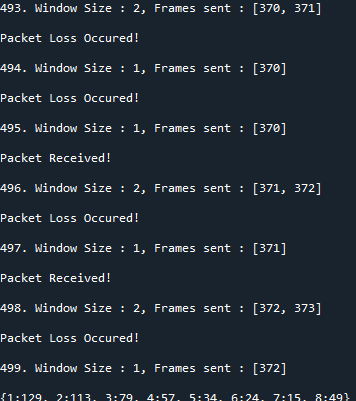 493. Window Size : 2, Frames sent : [370, 371]
Packet Loss Occured!
494. Window Size : 1, Frames sent : [370]
Packet Loss Occured!
495. Window Size : 1, Frames sent : [370]
Packet Received!
496. Window Size : 2, Frames sent : [371, 372]
Packet Loss Occured!
497. Window Size : 1, Frames sent : [371]
Packet Received!
498. Window Size : 2, Frames sent : [372, 373]
Packet Loss Occured!
499. Window Size : 1, Frames sent : [372]
{1:129, 2:113, 3:79, 4:57, 5:34, 6:24, 7:15, 8:49}